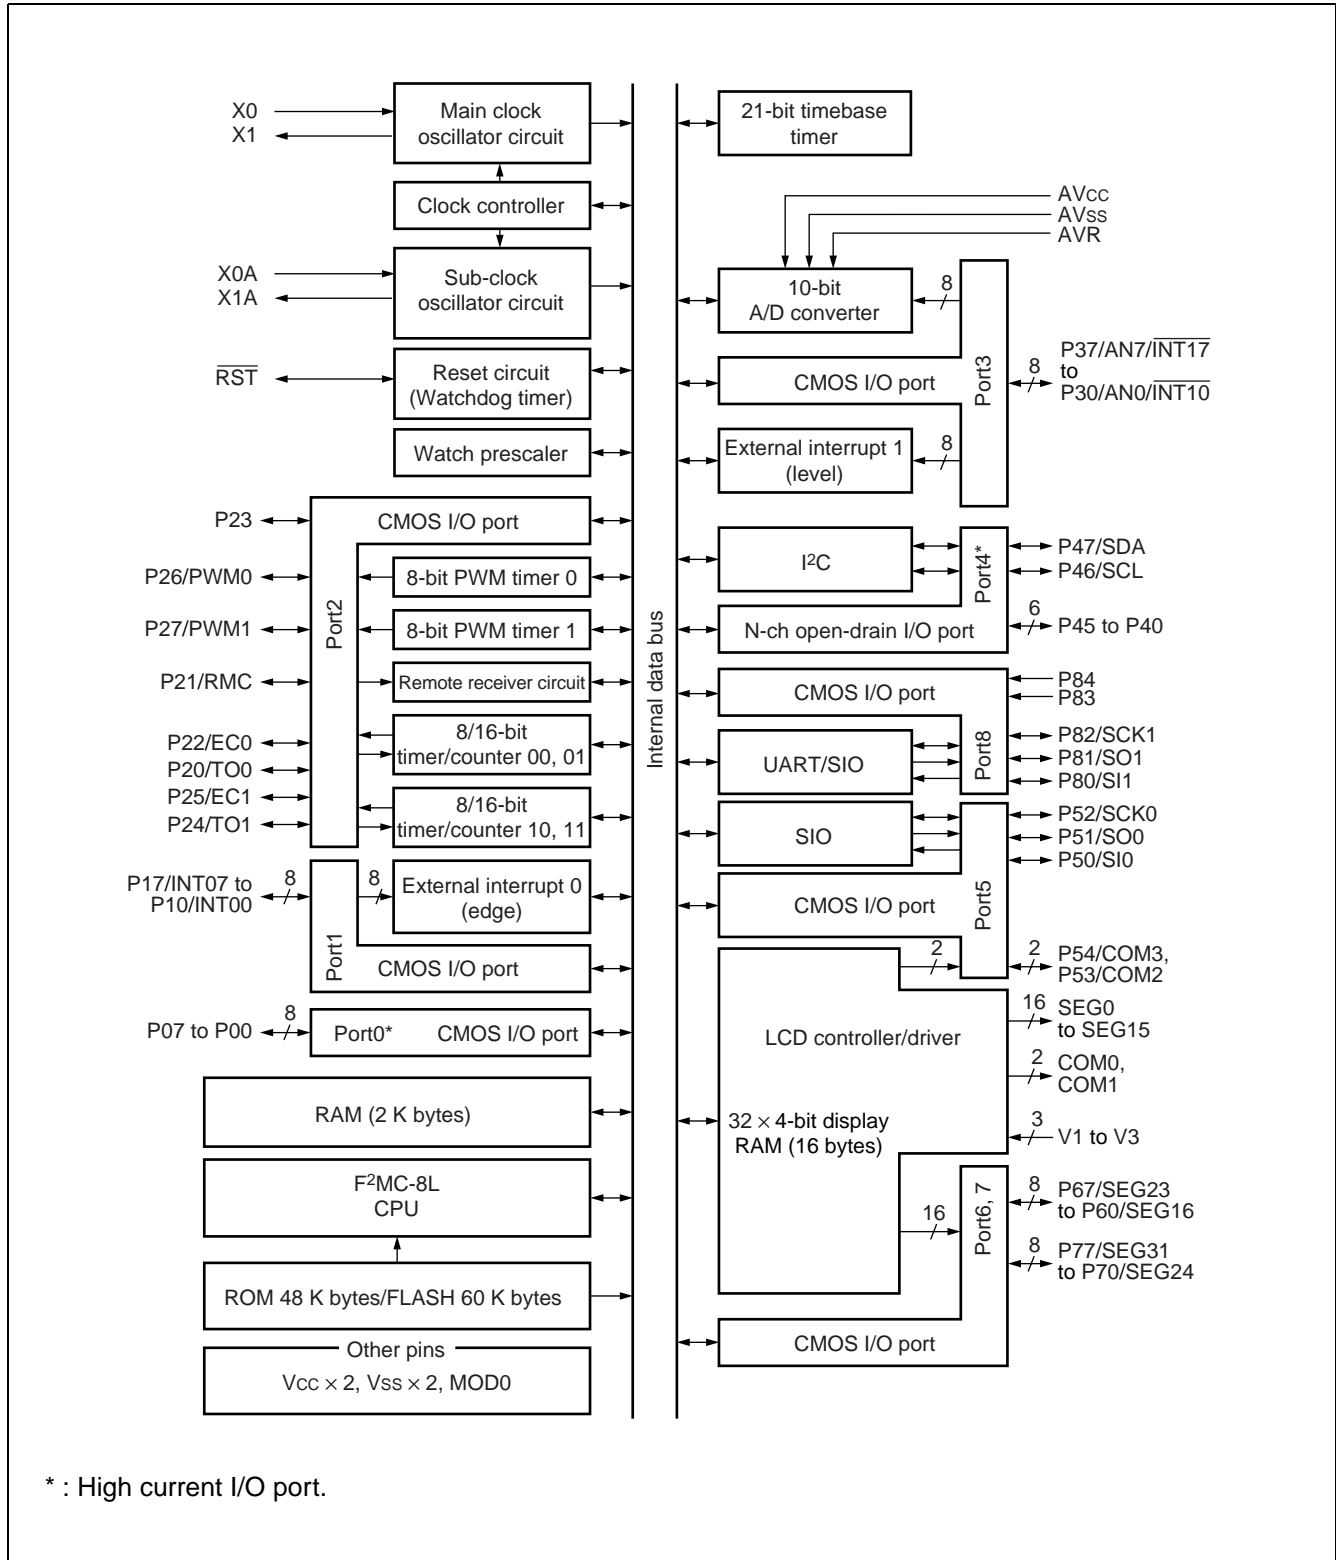 X0
X1
Main clock
oscillator circuit
Clock controller
X0A
X1A
Sub-clock
oscillator circuit
RST
Reset circuit
(Watchdog timer)
Watch prescaler
P23
CMOS I/O port
P26/PWM0
8-bit PWM timer 0
P27/PWM1
8-bit PWM timer 1
Port2
P21/RMC
Remote receiver circuit
P22/EC0
P20/TO0
8/16-bit
timer/counter 00, 01
P25/EC1
P24/TO1
8/16-bit
timer/counter 10, 11
P17/INT07 to
P10/INT00
8
8
External interrupt 0
(edge)
Port1
CMOS I/O port
P07 to P00
8
Port0*
CMOS I/O port
RAM (2 K bytes)
F2MC-8L
CPU
ROM 48 K bytes/FLASH 60 K bytes
Other pins
VCC × 2, VSS × 2, MOD0
Internal data bus
21-bit timebase
timer
AVCC
AVSS
AVR
10-bit
A/D converter
8
CMOS I/O port
Port3
8
P37/AN7/INT17
to
P30/AN0/INT10
External interrupt 1
(level)
8
I2C
Port4*
P47/SDA
P46/SCL
N-ch open-drain I/O port
6
P45 to P40
CMOS I/O port
P84
P83
UART/SIO
Port8
P82/SCK1
P81/SO1
P80/SI1
SIO
P52/SCK0
P51/SO0
P50/SI0
CMOS I/O port
Port5
2
2
P54/COM3,
P53/COM2
LCD controller/driver
16
SEG0
to SEG15
2
COM0,
COM1
32 × 4-bit display
RAM (16 bytes)
3
V1 to V3
16
Port6, 7
8
P67/SEG23
to P60/SEG16
8
P77/SEG31
to P70/SEG24
CMOS I/O port
* : High current I/O port.